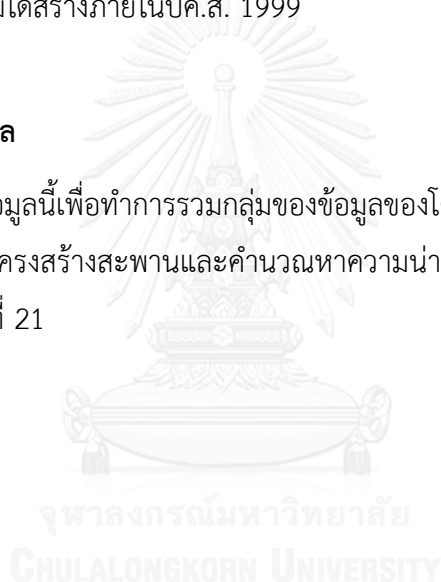 มได้สร้างภายในปีค.ศ. 1999
ล
อมูลนี้เพื่อทำการรวมกลุ่มของข้อมูลของโ
ครงสร้างสะพานและคำนวณหาความน่า
ที่ 21
จุฬาลงกรณ์มหาวิทยาลัย
CHULALONGKORN UNIVERSITY